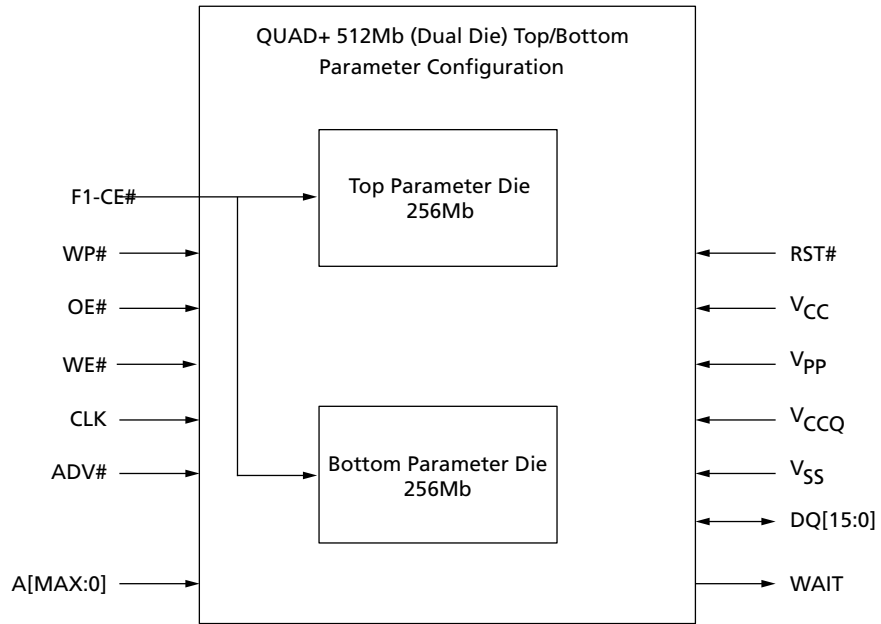 QUAD+ 512Mb (Dual Die) Top/Bottom
Parameter Configuration
Top Parameter Die
256Mb
Bottom Parameter Die
256Mb
F1-CE#
WP#
OE#
WE#
CLK
ADV#
A[MAX:0]
RST#
VCC
VPP
VCCQ
VSS
DQ[15:0]
WAIT